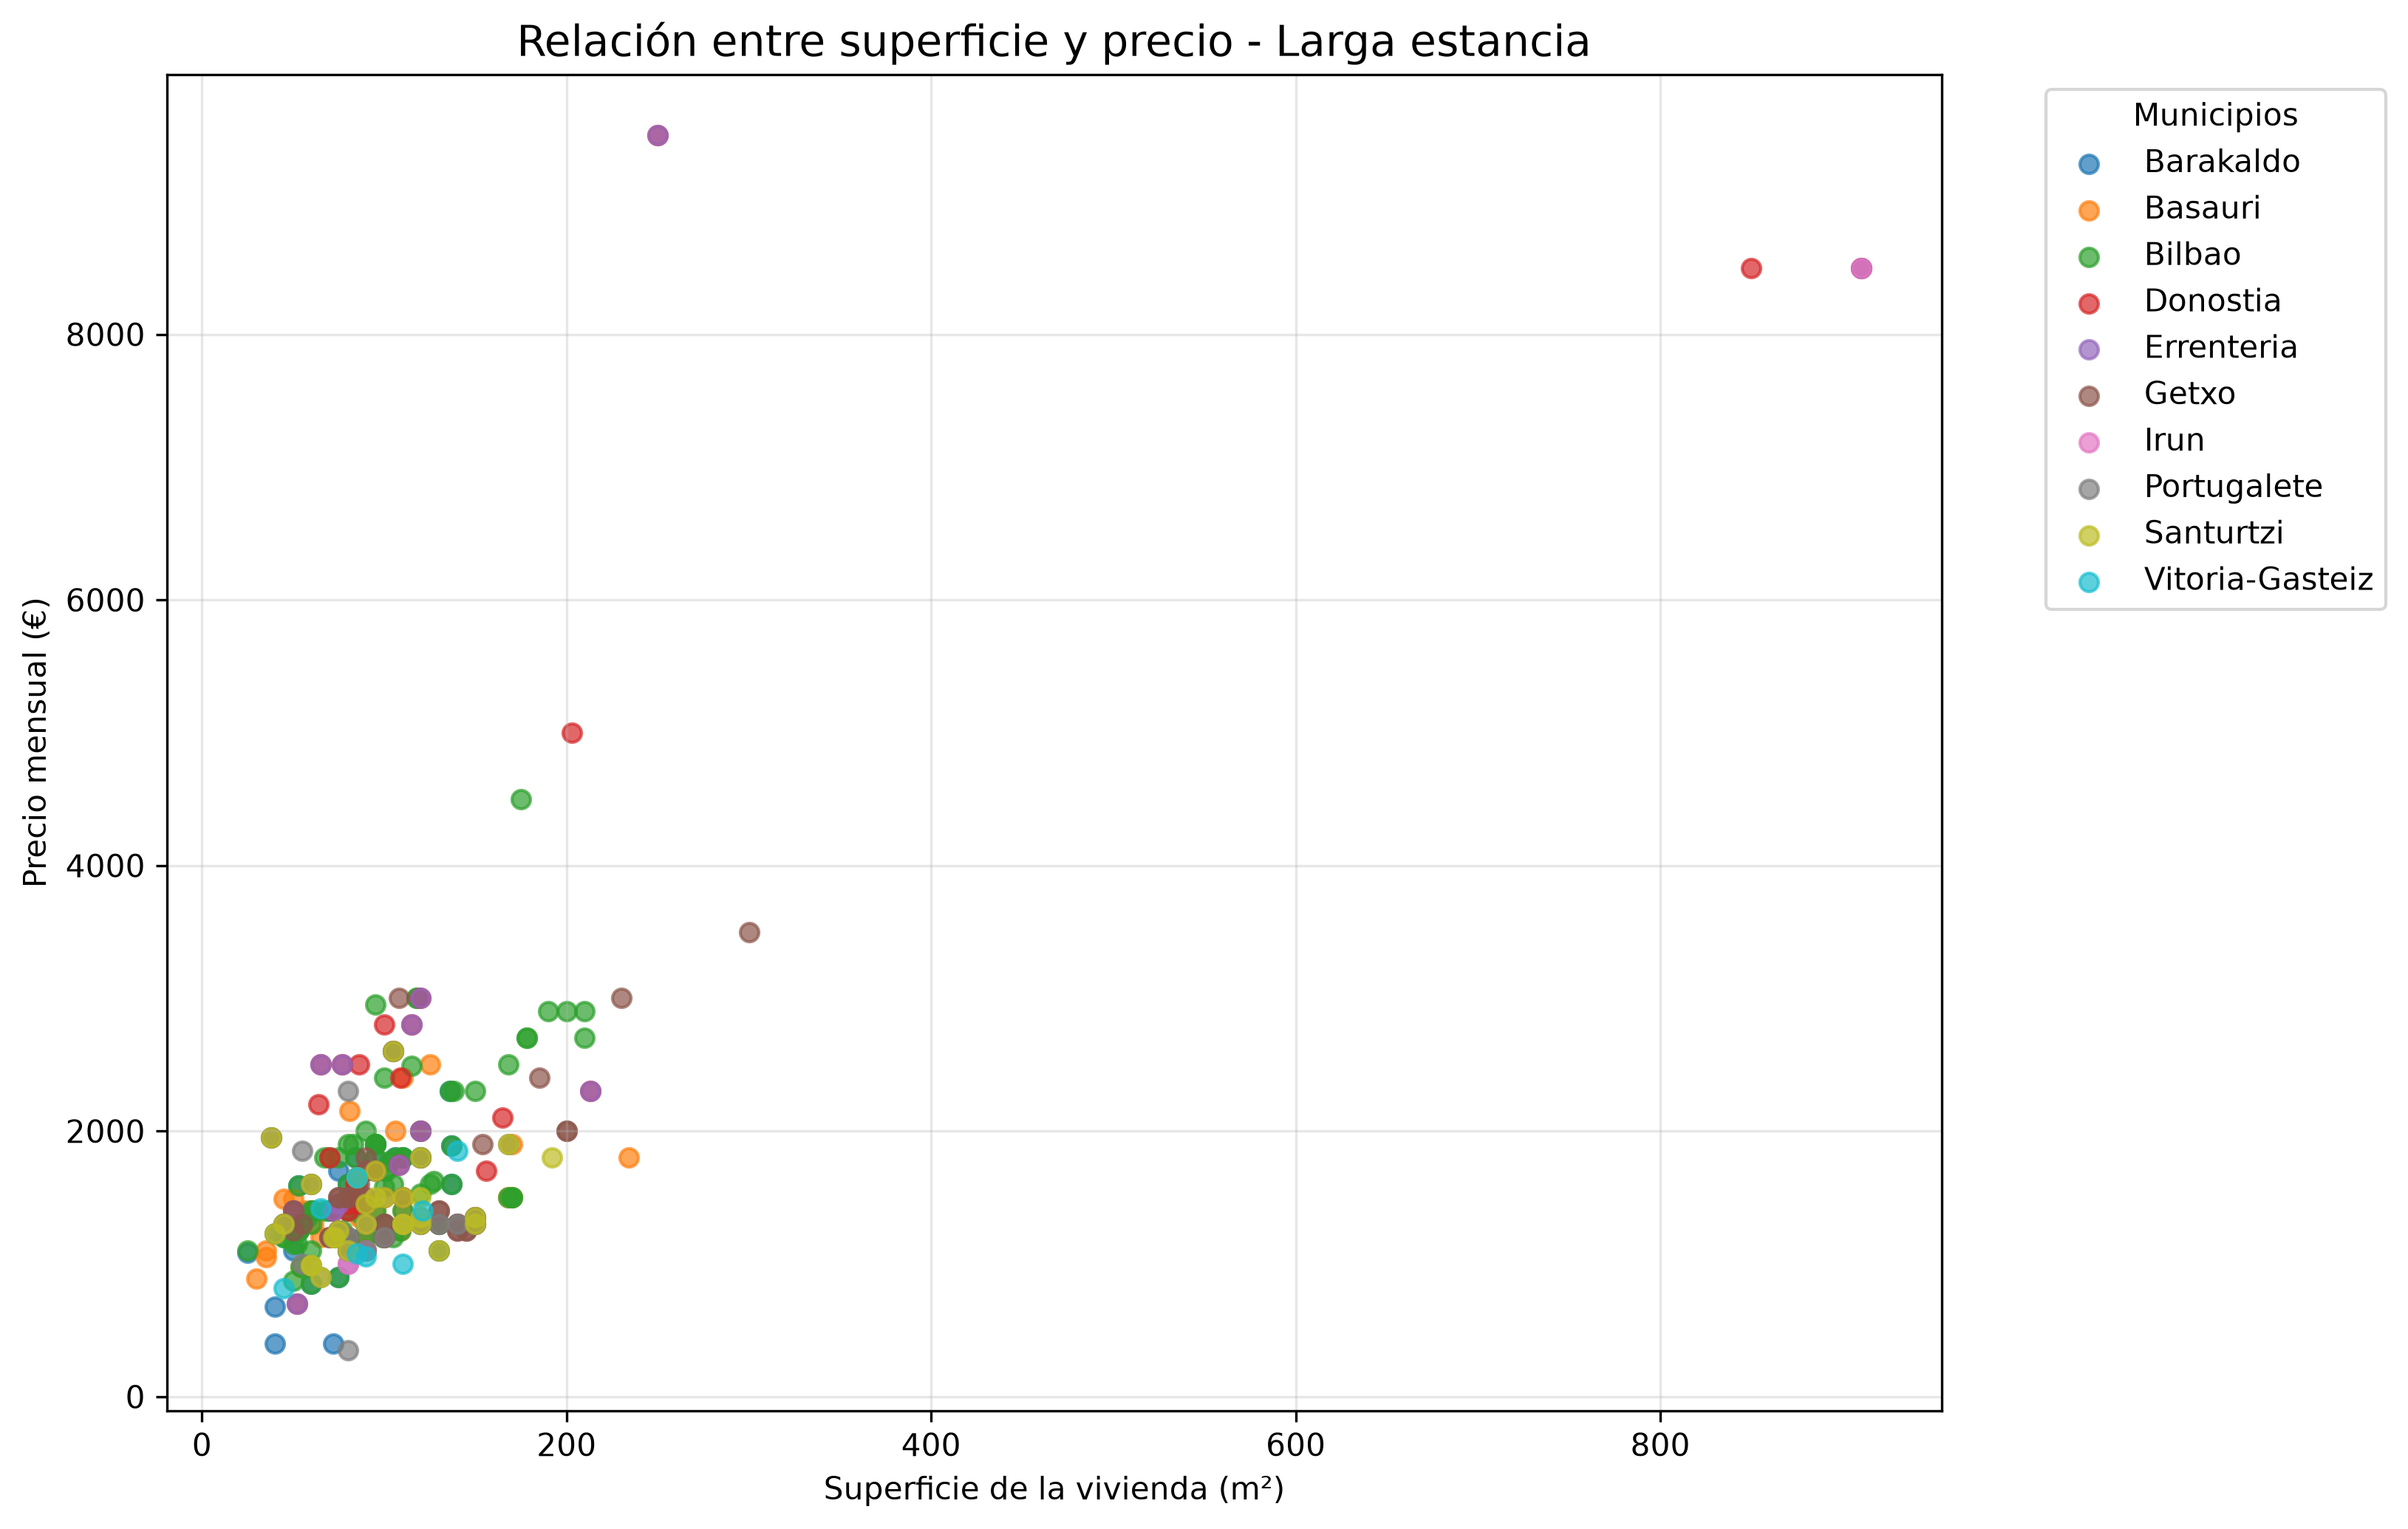 Relación entre superficie y precio - Larga estancia
Precio mensual (€)
8000
6000
4000
2000
0
0 200 400 600 800
Superficie de la vivienda (m²)
Municipios
Barakaldo
Basauri
Bilbao
Donostia
Errenteria
Getxo
Irun
Portugalete
Santurtzi
Vitoria-Gasteiz